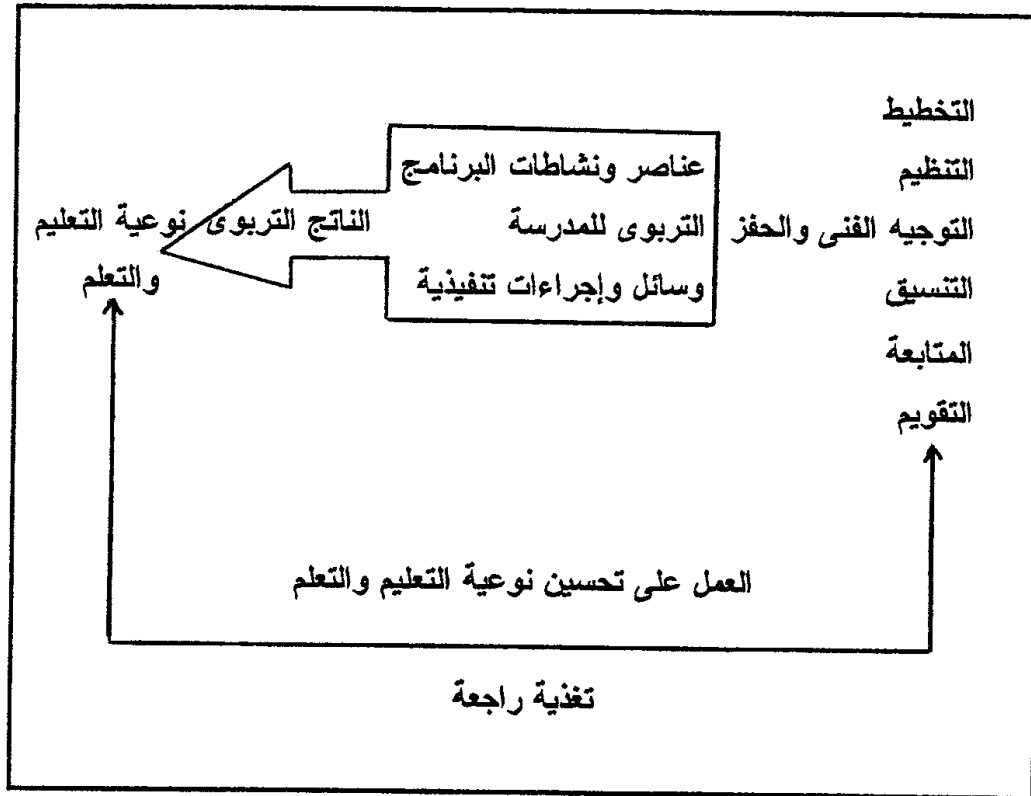 التخطيط
التنظيم
التوجيه الفنى والحفز
التنسيق
المتابعة
التقويم
عناصر ونشاطات البرنامج
التربوى للمدرسة
وسائل وإجراءات تنفيذية
الناتج التربوى
نوعية التعليم
والتعلم
العمل على تحسين نوعية التعليم والتعلم
تغذية راجعة